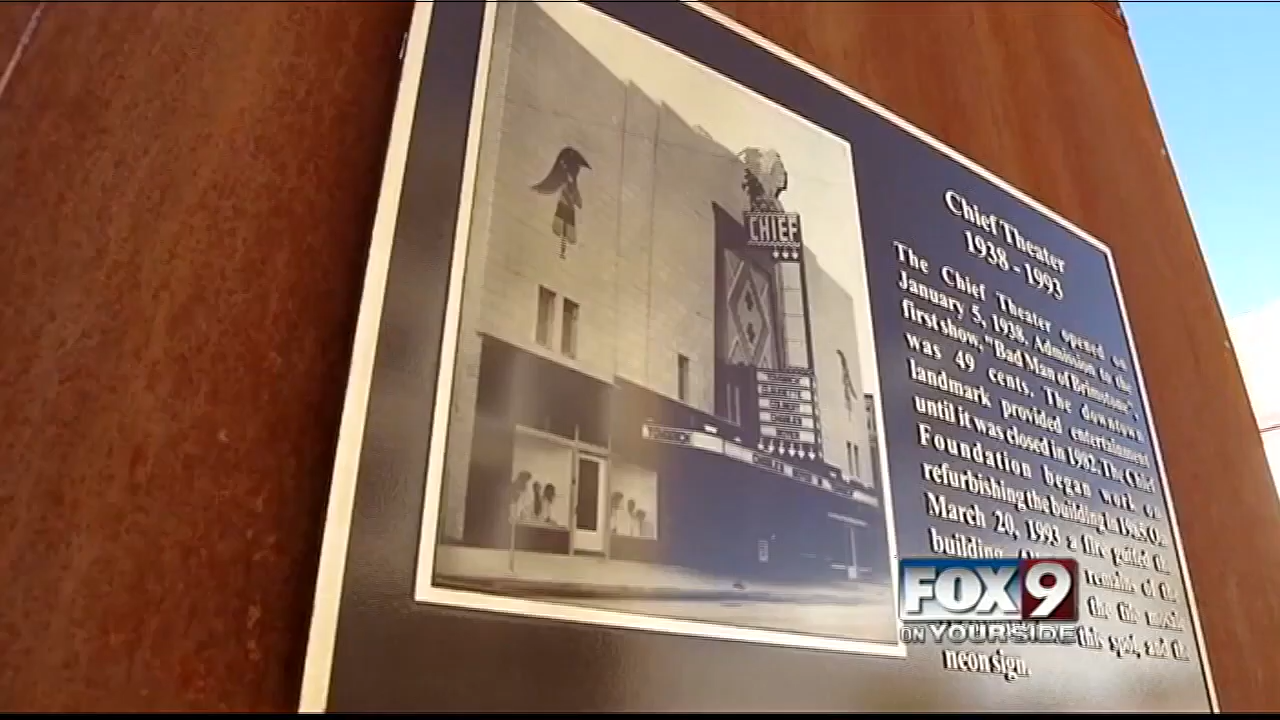 CHIEF
Chief Theater
1938 - 1993
The Chief Theater opened on
January 5, 1938. Admission to the
first show, "Bad Man of Brimstone",
was 49 cents. The downtown
landmark provided entertainment
until it was closed in 1982. The Chief
Foundation began work on
refurbishing the building in 1985. On
March 20, 1993 a fire gutted the
building.
remains of the
the tile mosaic
this spot, and the
neon sign.
FOX 9
ON YOUR SIDE